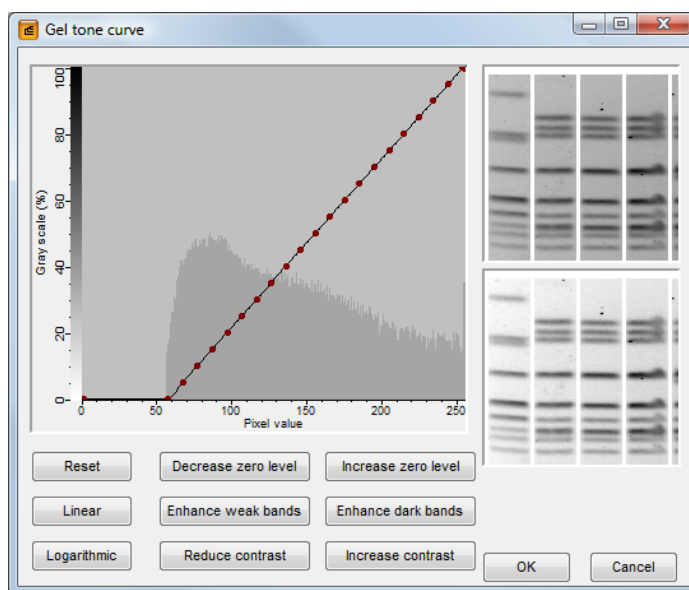 Gel tone curve
100
80
60
40
20
0
Gray scale (%)
0 50 100 150 200 250
Pixel value
Reset Decrease zero level Increase zero level
Linear Enhance weak bands Enhance dark bands
Logarithmic Reduce contrast Increase contrast
OK Cancel